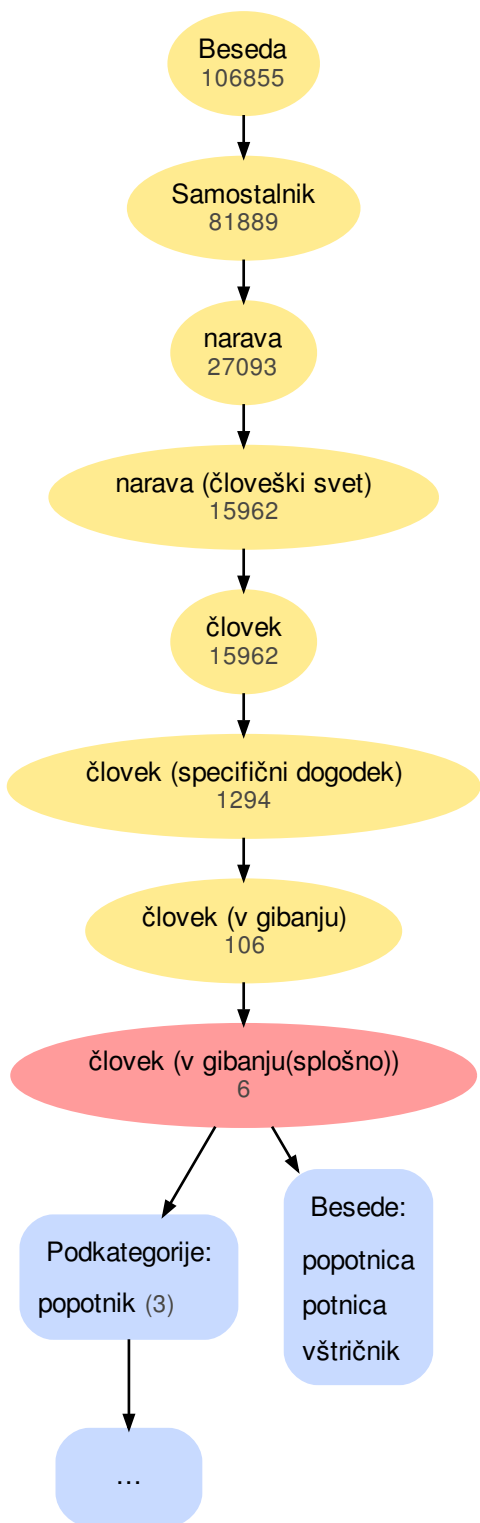 Beseda
106855
Samostalnik
81889
narava
27093
narava (človeški svet)
15962
človek
15962
človek (specifični dogodek)
1294
človek (v gibanju)
106
človek (v gibanju(splošno))
6
Podkategorije:
popotnik (3)
...
Besede:
popotnica
potnica
vštričnik